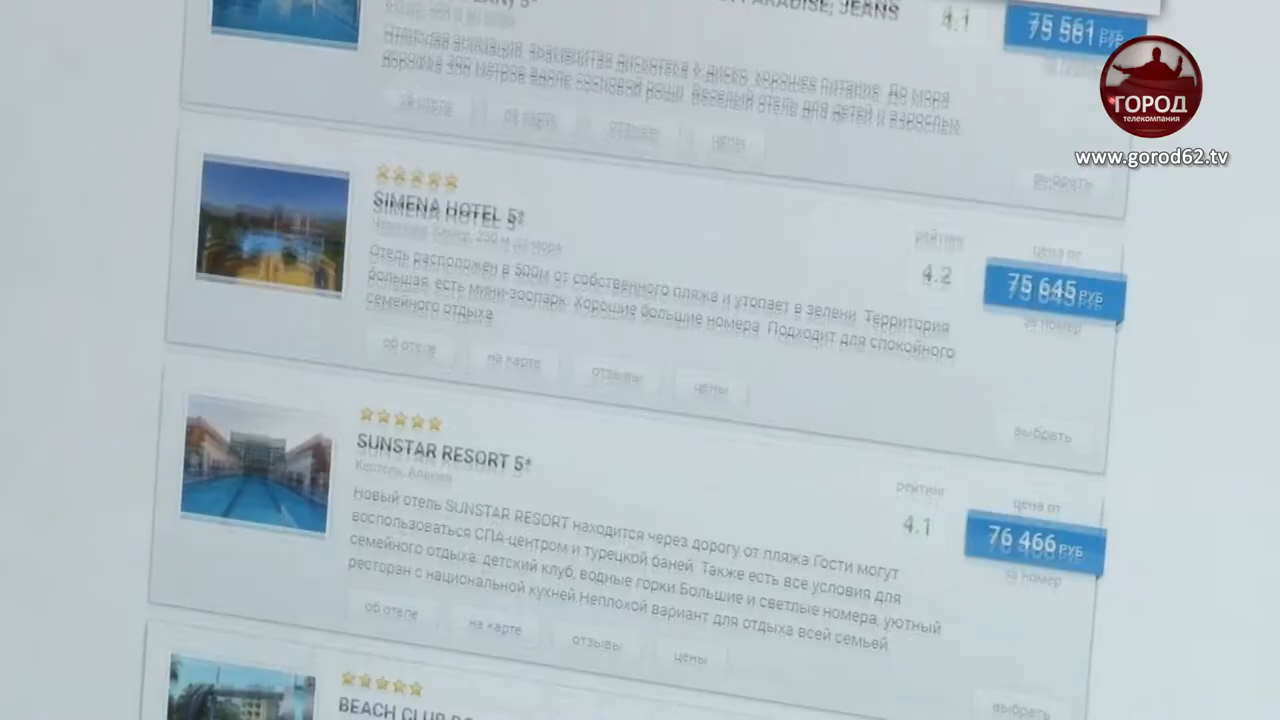 PARADISE, JEANS
4.1
75 561 РУБ
Отличная анимация, знаменитая дискотека
хорошее питание. До моря
дорожка 300 метров вдоль сосновой рощи. Веселый отель для детей и взрослых
об отеле
на карте
отзывы
цены
выбрать
SIMENA HOTEL 5*
250 м до моря
рейтинг
4.2
цена от
75 645 РУБ
за номер
Отель расположен в 500м от собственного пляжа и утопает в зелени. Территория
большая, есть мини-зоопарк. Хорошие большие номера. Подходит для спокойного
семейного отдыха.
об отеле
на карте
отзывы
цены
выбрать
SUNSTAR RESORT 5*
Алания
рейтинг
4.1
цена от
76 466 РУБ
за номер
Новый отель SUNSTAR RESORT находится через дорогу от пляжа Гости могут
воспользоваться СПА-центром и турецкой баней. Также есть все условия для
семейного отдыха: детский клуб, водные горки.Большие и светлые номера, уютный
ресторан с национальной кухней.Неплохой вариант для отдыха всей семьей.
об отеле
на карте
отзывы
цены
выбрать
BEACH CLUB
ГОРОД
телекомпания
www.gorod62.tv